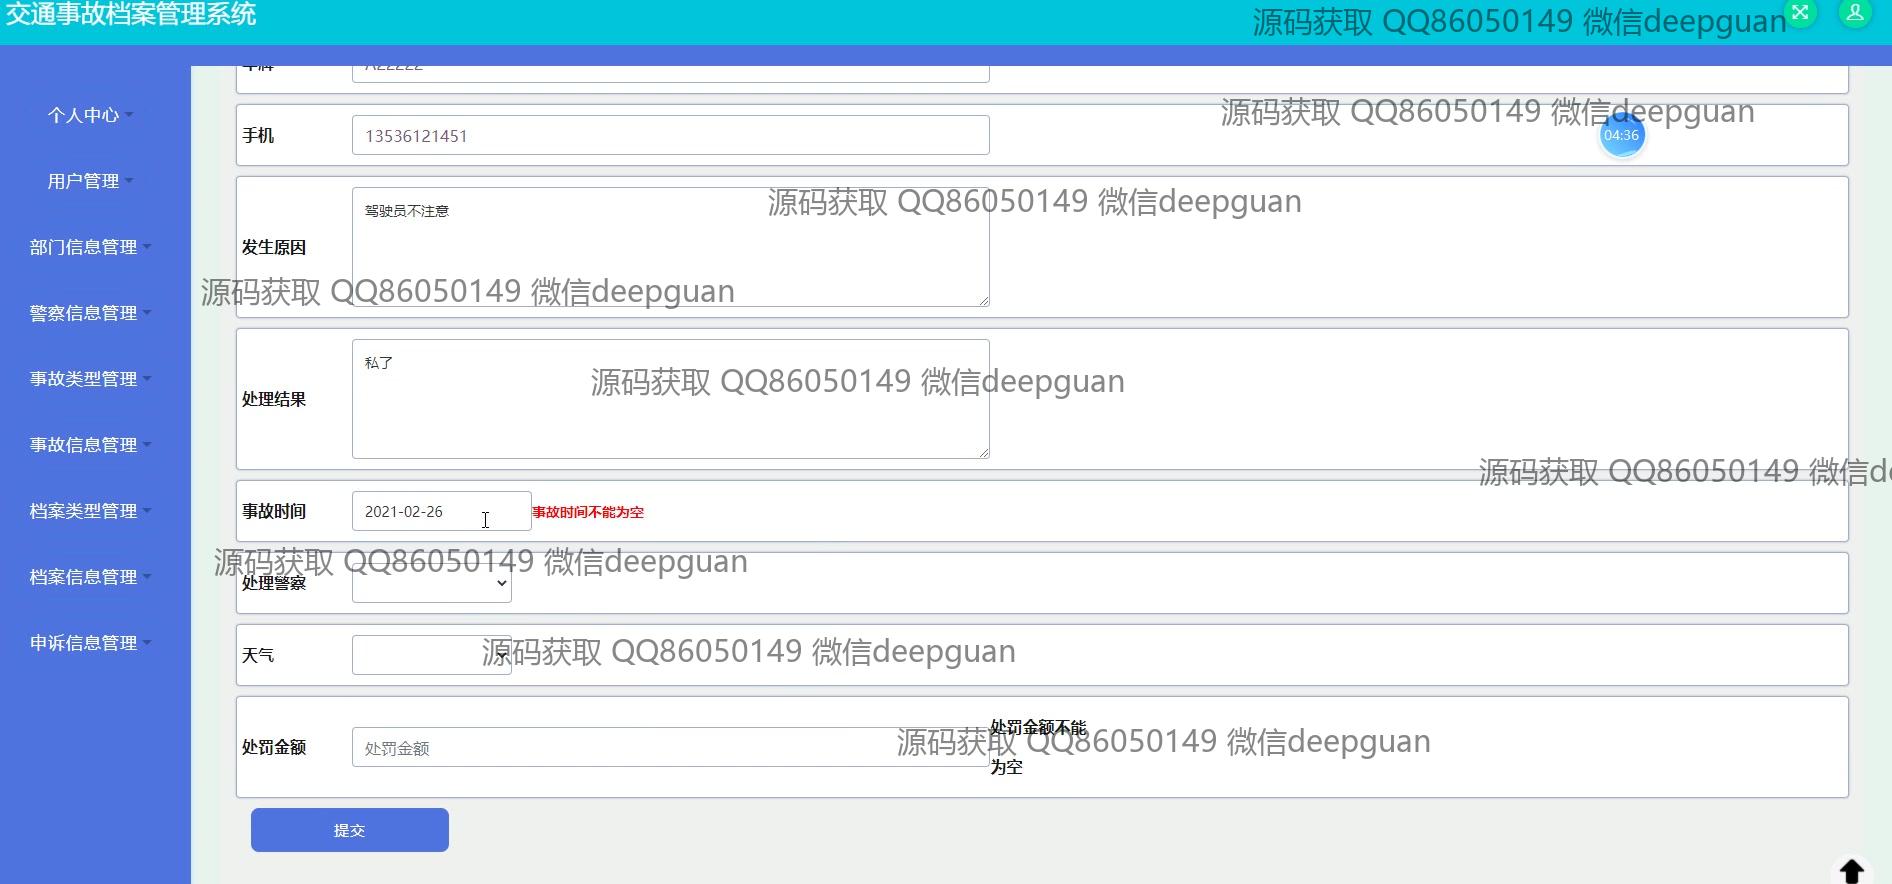 交通事故档案管理系统
源码获取 QQ86050149 微信deepguan
个人中心
用户管理
部门信息管理
警察信息管理
事故类型管理
事故信息管理
档案类型管理
档案信息管理
申诉信息管理
源码获取 QQ86050149 微信deepguan
手机
13536121451
04:36
源码获取 QQ86050149 微信deepguan
发生原因
驾驶员不注意
源码获取 QQ86050149 微信deepguan
处理结果
私了
源码获取 QQ86050149 微信deepguan
源码获取 QQ86050149 微信de
事故时间
2021-02-26
事故时间不能为空
源码获取 QQ86050149 微信deepguan
处理警察
天气
源码获取 QQ86050149 微信deepguan
处罚金额
处罚金额
处罚金额不能
为空
源码获取 QQ86050149 微信deepguan
提交